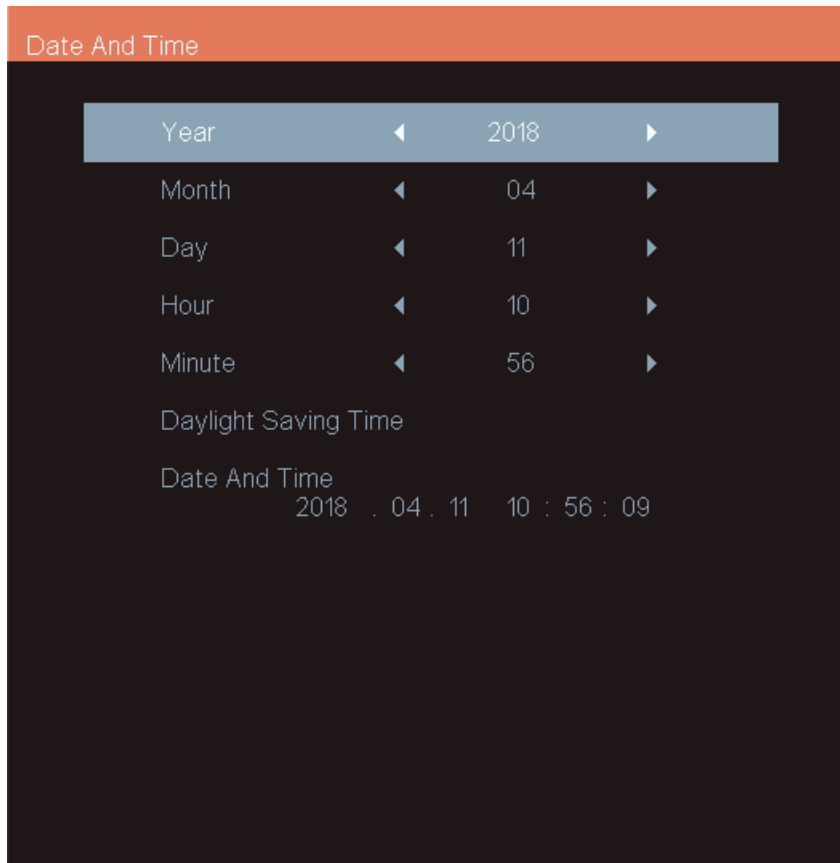 Date And Time
Year 2018
Month 04
Day 11
Hour 10
Minute 56
Daylight Saving Time
Date And Time
2018 . 04 . 11 10 : 56 : 09